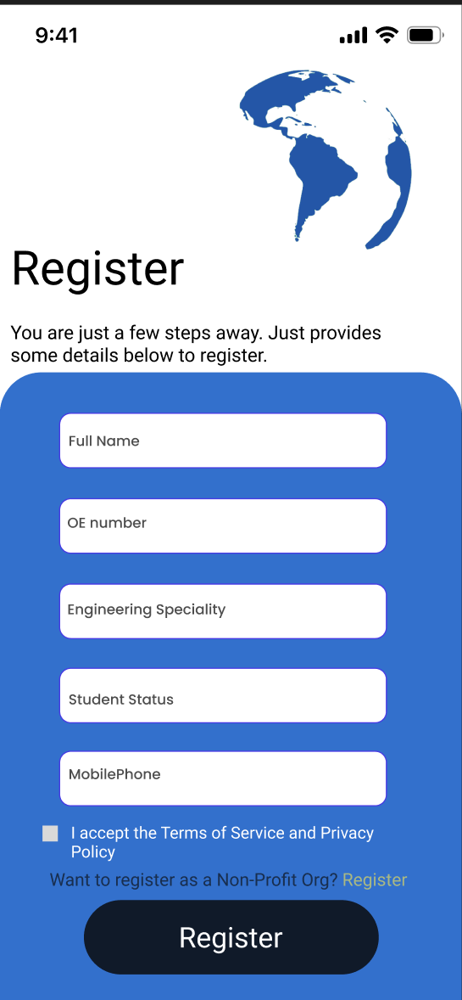 9:41
Register
You are just a few steps away. Just provides
some details below to register.
Full Name
OE number
Engineering Speciality
Student Status
MobilePhone
I accept the Terms of Service and Privacy
Policy
Want to register as a Non-Profit Org? Register
Register